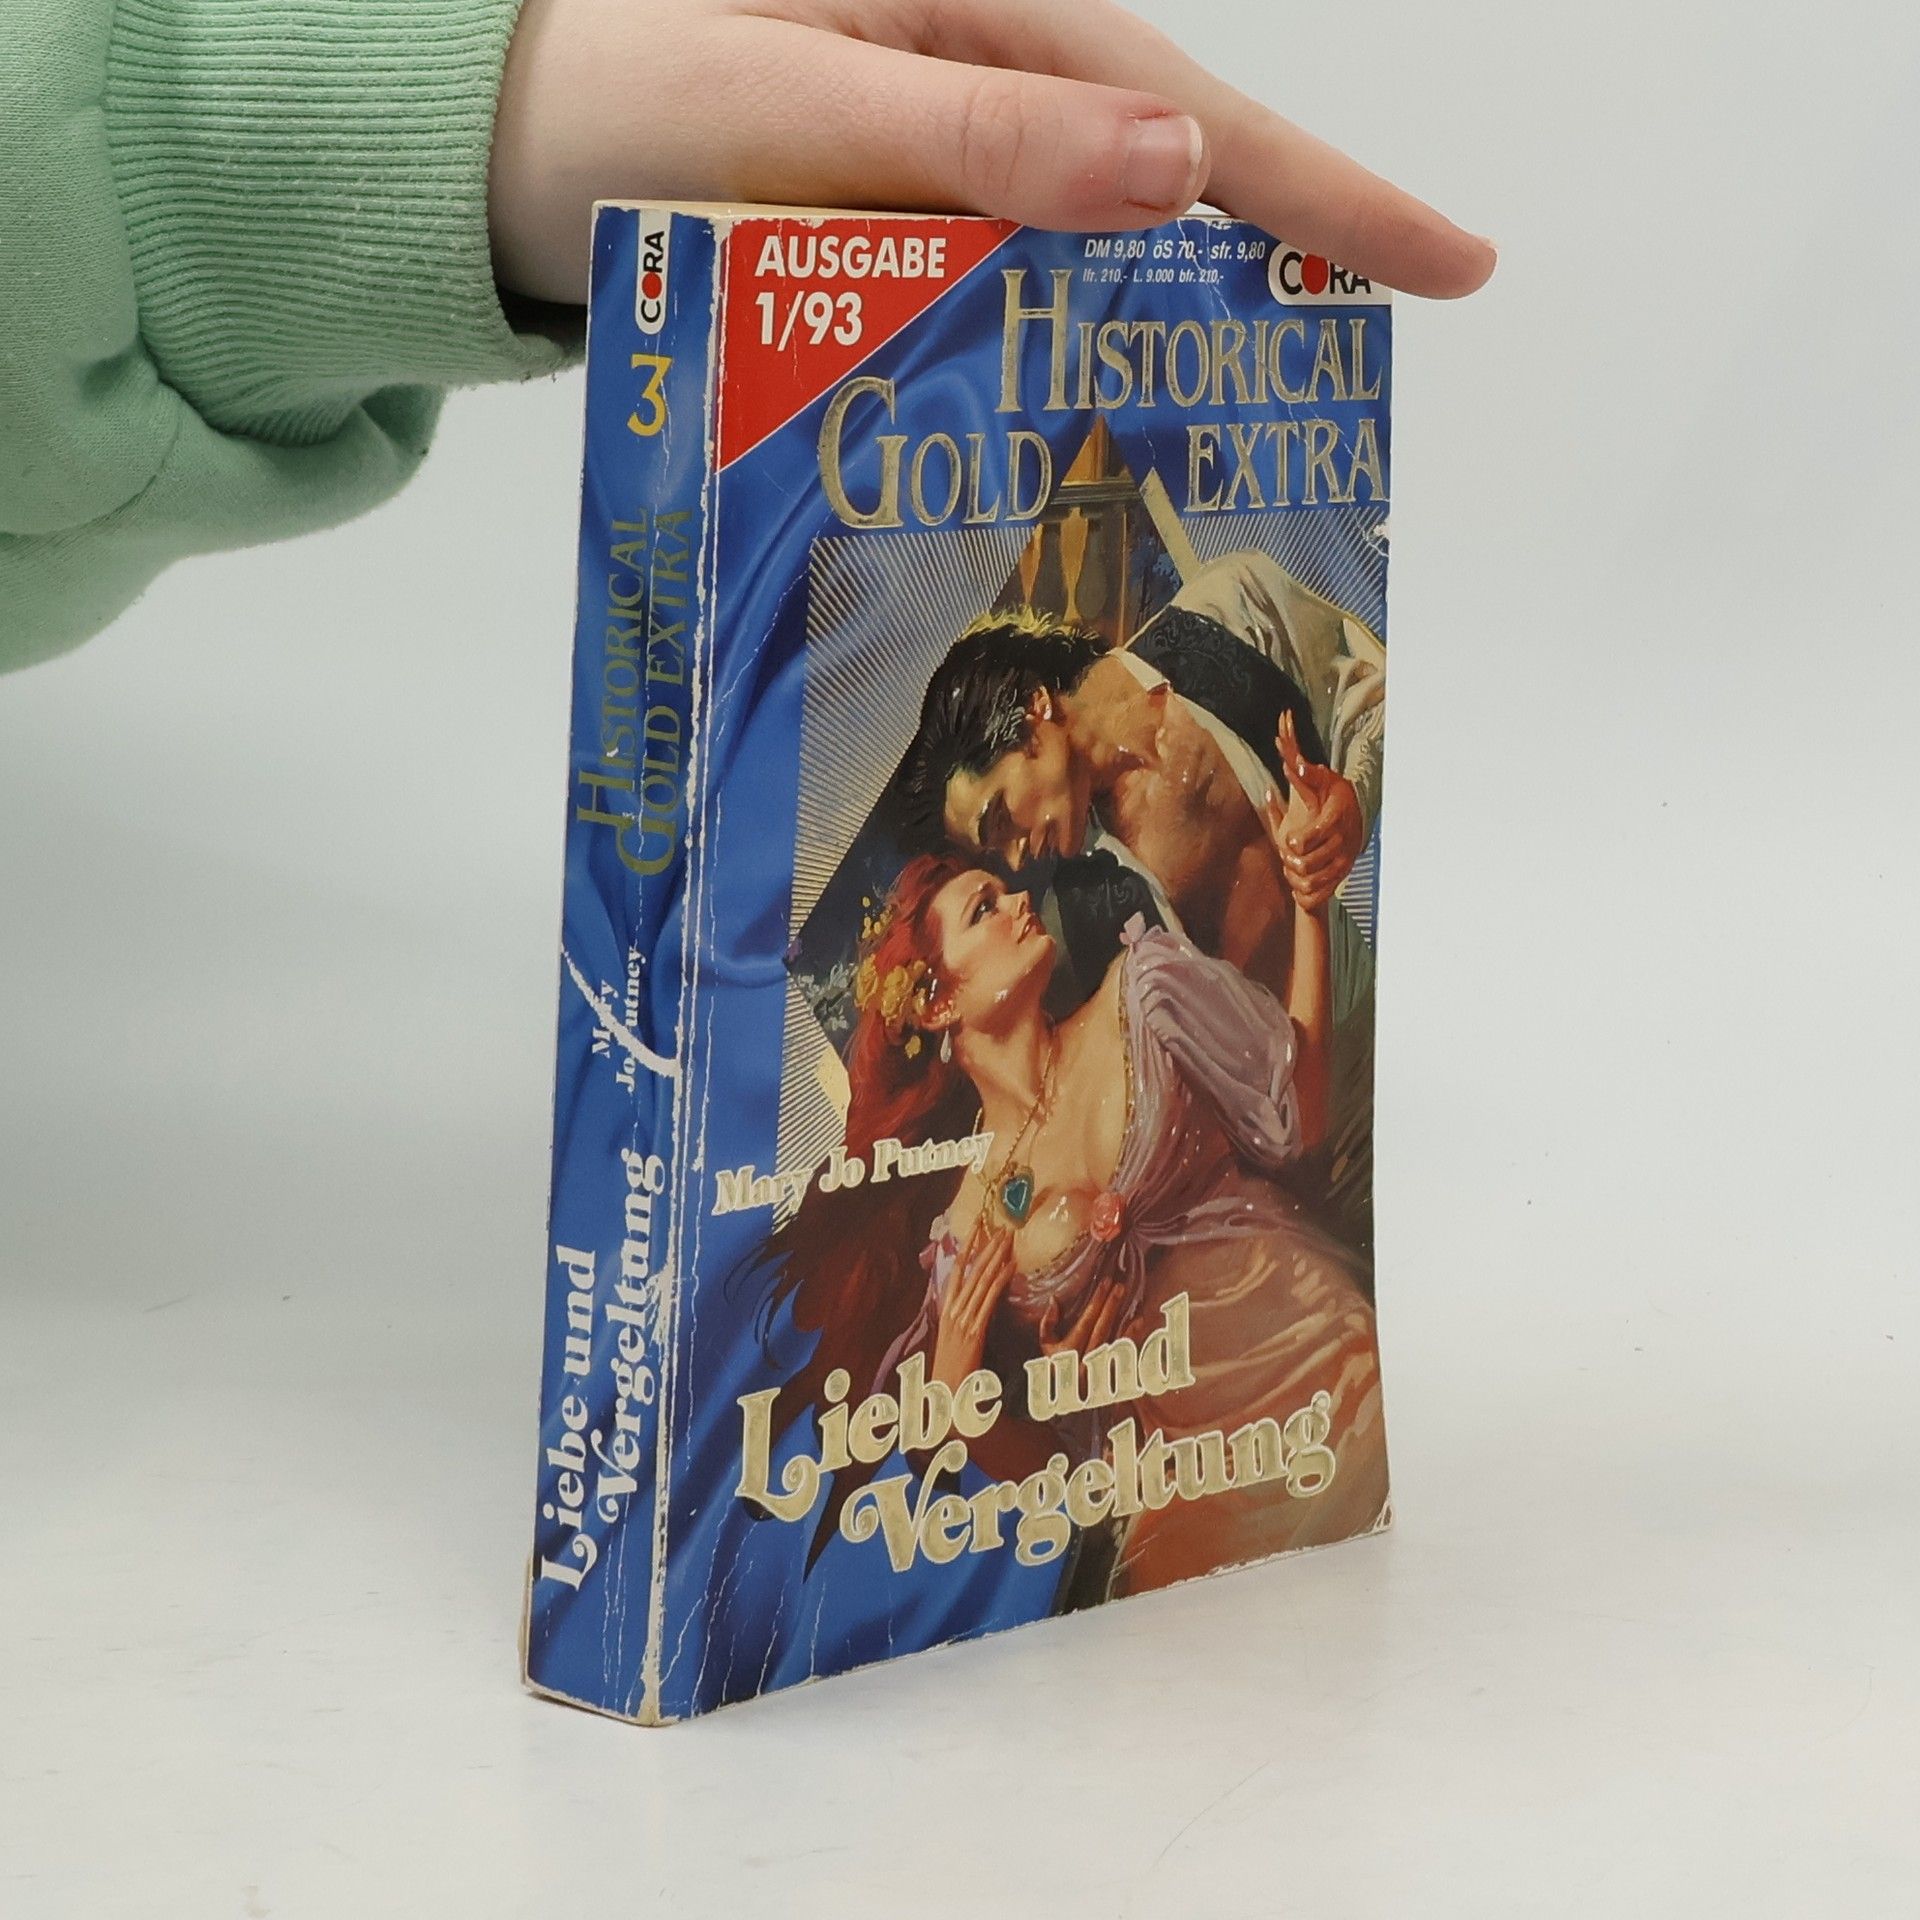 CORA
3
HISTORICAL
GOLD EXTRA
Mary
Jo Putney
Liebe und
Vergeltung
AUSGABE
1/93
DM 9,80 öS 70,- sfr. 9,80
lfr. 210,- L. 9.000 bfr. 210,-
CORA
HISTORICAL
GOLD EXTRA
Mary Jo Putney
Liebe und
Vergeltung